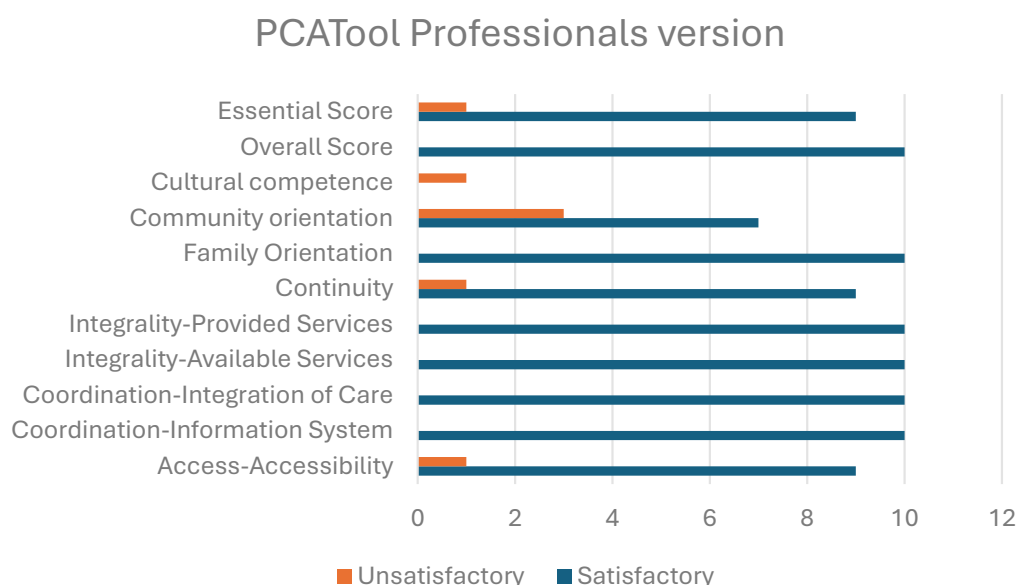 PCATool Professionals version
Essential Score
Overall Score
Cultural competence
Community orientation
Family Orientation
Continuity
Integrality-Provided Services
Integrality-Available Services
Coordination-Integration of Care
Coordination-Information System
Access-Accessibility
0 2 4 6 8 10 12
Unsatisfactory Satisfactory